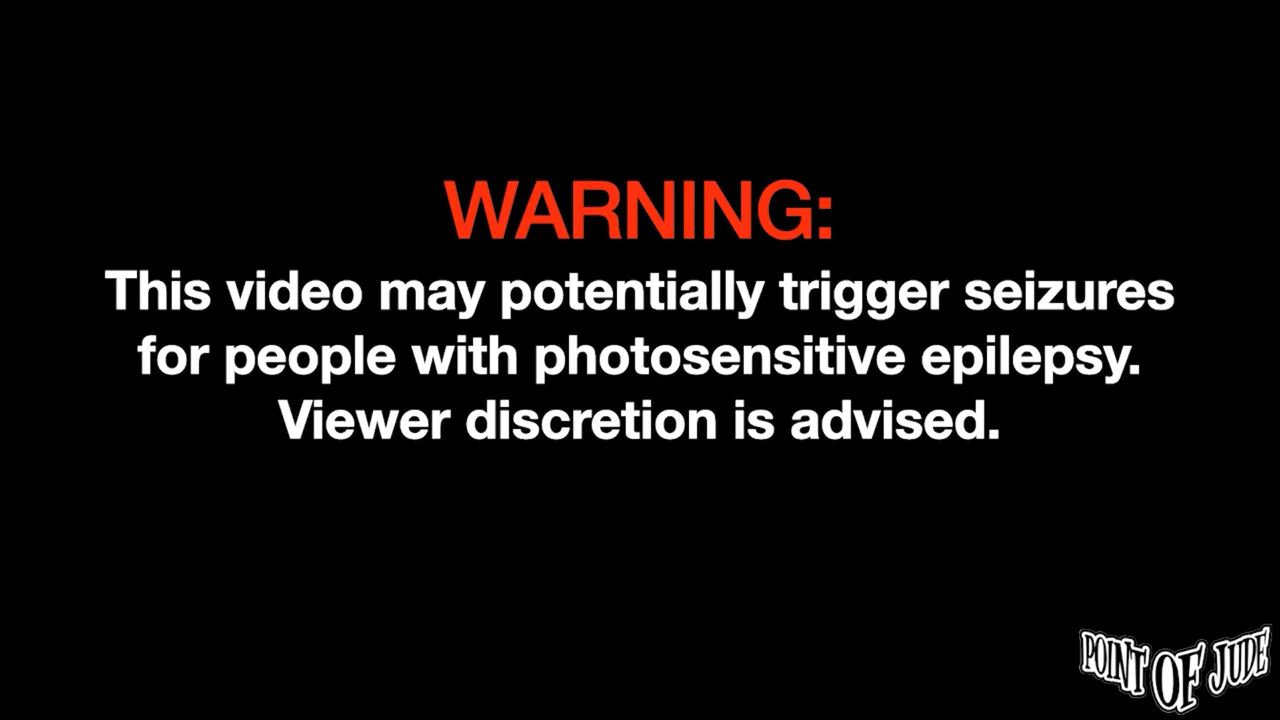 WARNING:
This video may potentially trigger seizures
for people with photosensitive epilepsy.
Viewer discretion is advised.
POINT OF JUDE